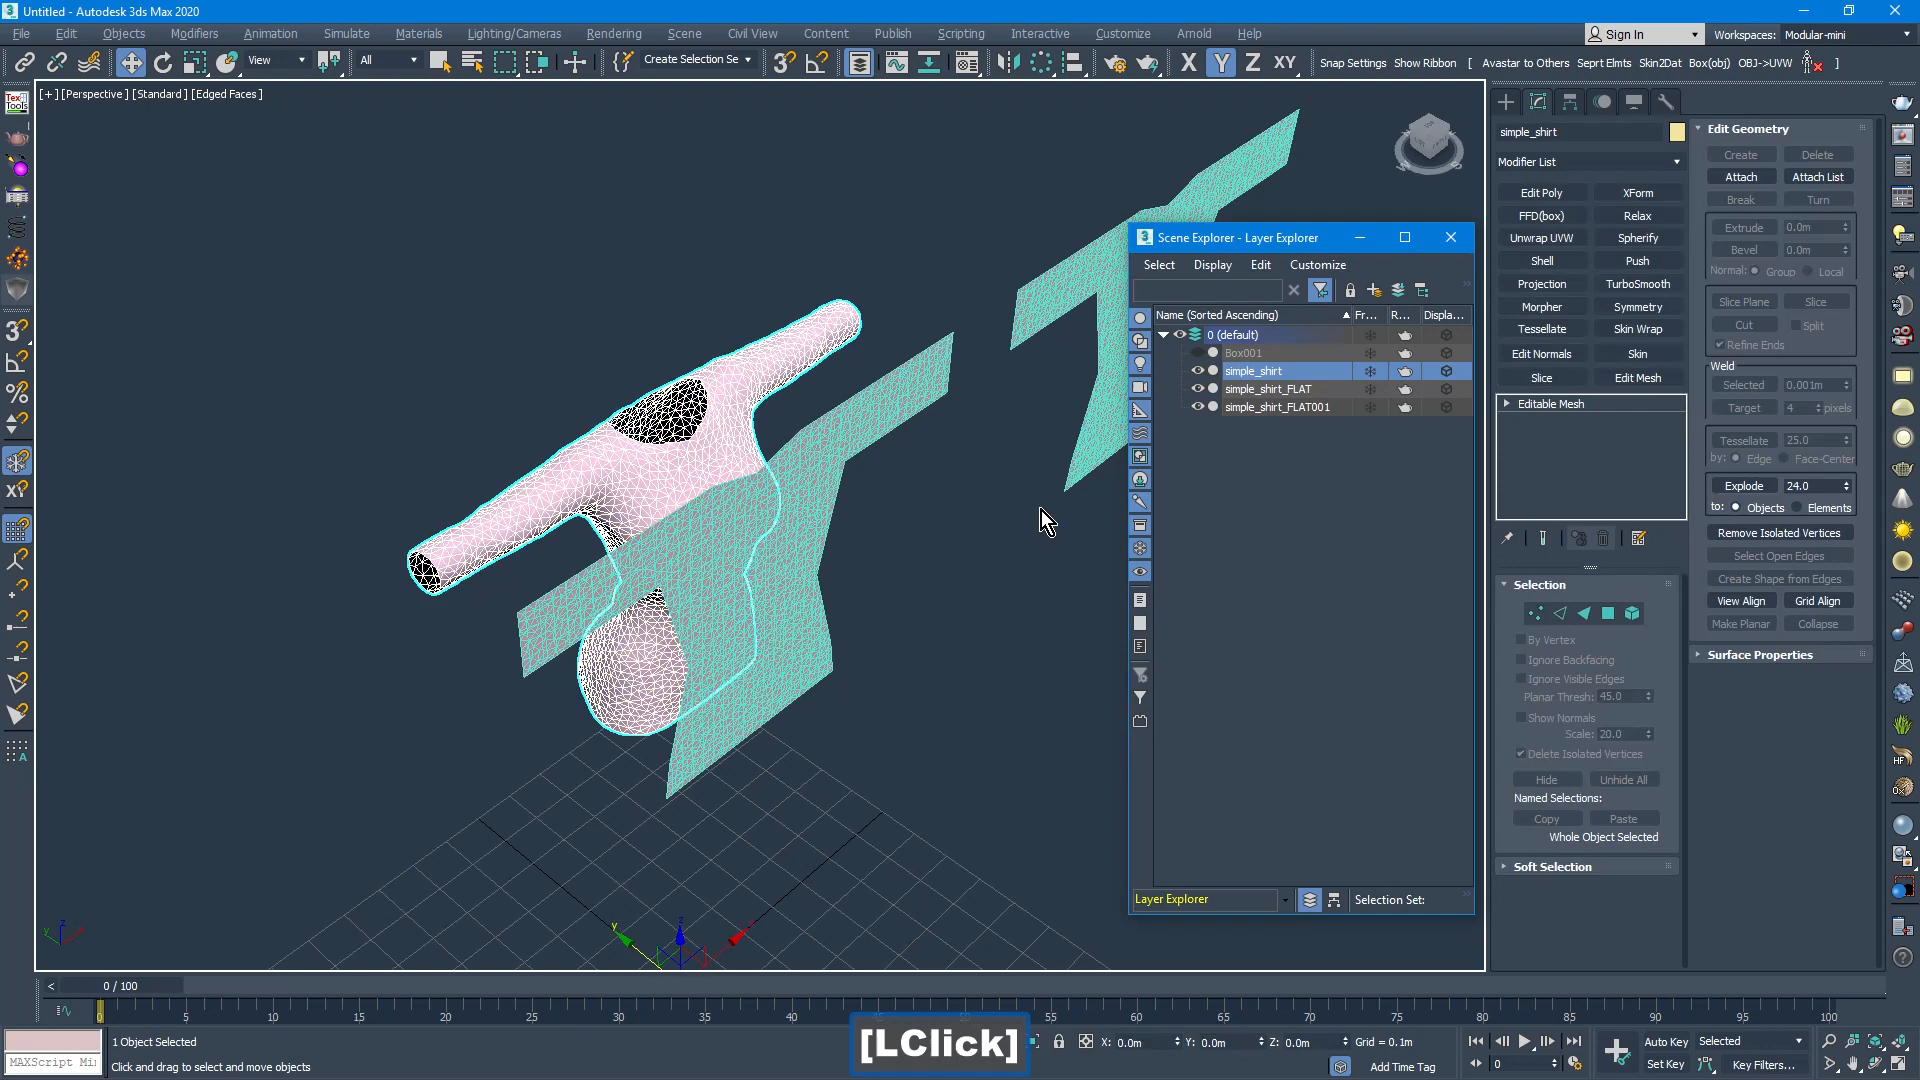 Untitled - Autodesk 3ds Max 2020
File Edit Objects Modifiers Animation Simulate Materials Lighting/Cameras Rendering Scene Civil View Content Publish Scripting Interactive Customize Arnold Help Sign In Workspaces: Modular-mini
View All Create Selection Se X Y Z XY Snap Settings Show Ribbon [ Avastar to Others Seprt Elmts Skin2Dat Box(obj) OBJ->UVW ]
[+] [Perspective] [Standard] [Edged Faces]
simple_shirt
Modifier List
Edit Poly XForm
FFD(box) Relax
Unwrap UVW Spherify
Shell Push
Projection TurboSmooth
Morpher Symmetry
Tessellate Skin Wrap
Edit Normals Skin
Slice Edit Mesh
Editable Mesh
Selection
By Vertex
Ignore Backfacing
Ignore Visible Edges
Planar Thresh: 45.0
Show Normals
Scale: 20.0
Delete Isolated Vertices
Hide Unhide All
Named Selections:
Copy Paste
Whole Object Selected
Soft Selection
Edit Geometry
Create Delete
Attach Attach List
Break Turn
Extrude 0.0m
Bevel 0.0m
Normal: Group Local
Slice Plane Slice
Cut Split
Refine Ends
Weld
Selected 0.001m
Target 4 pixels
Tessellate 25.0
by: Edge Face-Center
Explode 24.0
to: Objects Elements
Remove Isolated Vertices
Select Open Edges
Create Shape from Edges
View Align Grid Align
Make Planar Collapse
Surface Properties
Scene Explorer - Layer Explorer
Select Display Edit Customize
Name (Sorted Ascending) Fr... R... Displa...
0 (default)
Box001
simple_shirt
simple_shirt_FLAT
simple_shirt_FLAT001
Layer Explorer Selection Set:
Tex
Tools
XY
HF
z
y
z
y
0 / 100
0 5 10 15 20 25 30 35 40 45 50 55 60 65 70 75 80 85 90 95 100
[LClick]
1 Object Selected
MAXScript Mi
Click and drag to select and move objects
X: 0.0m Y: 0.0m Z: 0.0m Grid = 0.1m
Add Time Tag
0
Auto Key Selected
Set Key Key Filters...